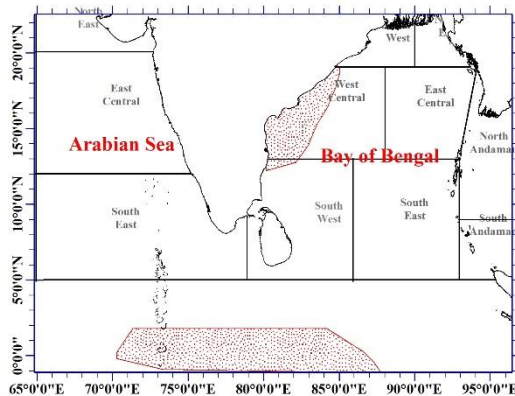 North
East
West
N
E
20°0'0"N
15°0'0"N
10°0'0"N
5°0'0"N
0°0'0"
East
Central
West
Central
East
Central
Arabian Sea
Bay of Bengal
North
Andaman
South
East
South
West
South
East
South
Andaman
65°0'0"E
70°0'0"E
75°0'0"E
80°0'0"E
85°0'0"E
90°0'0"E
95°0'0"E